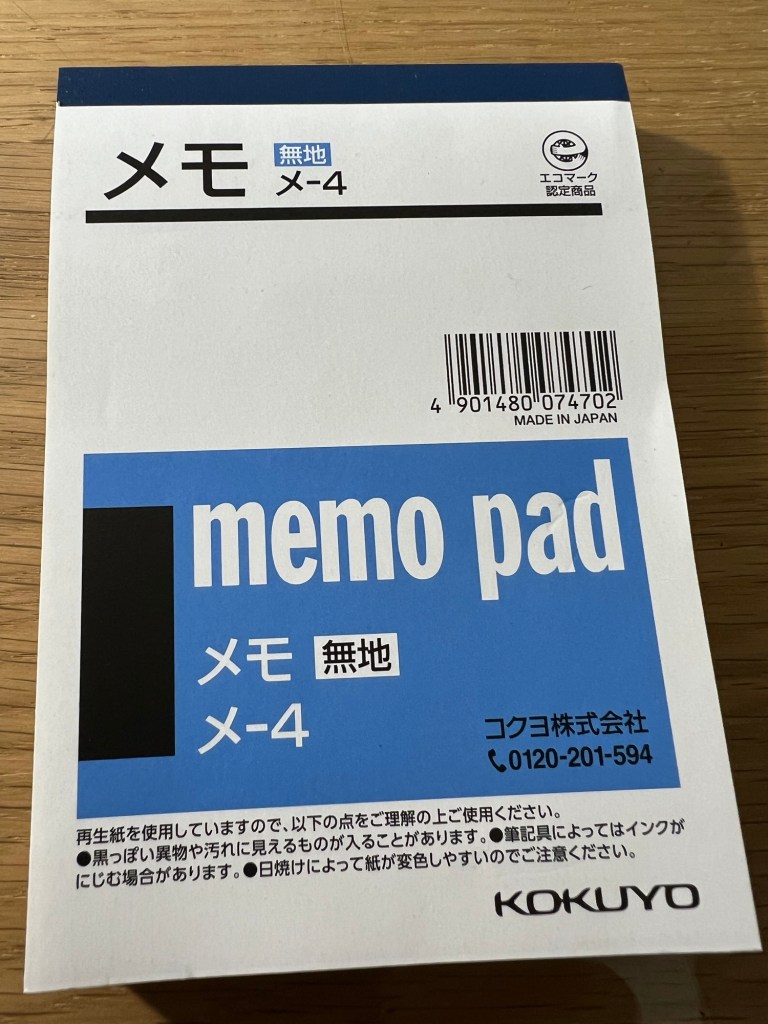 メモ 無地
メ-4
エコマーク
認定商品
4 901480 074702
MADE IN JAPAN
memo pad
メモ 無地
メ-4
コクヨ株式会社
0120-201-594
再生紙を使用していますので、以下の点をご理解の上ご使用ください。
●黒っぽい異物や汚れに見えるものが入ることがあります。●筆記具によってはインクが
にじむ場合があります。●日焼けによって紙が変色しやすいのでご注意ください。
KOKUYO